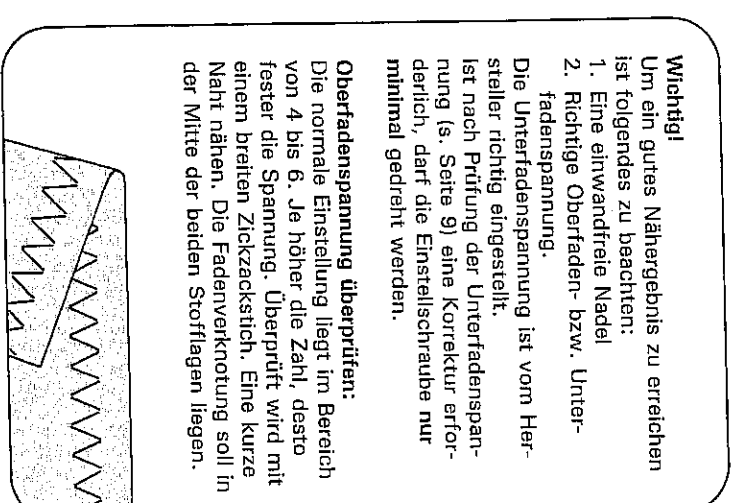 Wichtig!
Um ein gutes Nähergebnis zu erreichen
ist folgendes zu beachten:
1. Eine einwandfreie Nadel
2. Richtige Oberfaden- bzw. Unter-
fadenspannung.
Die Unterfadenspannung ist vom Her-
steller richtig eingestellt.
Ist nach Prüfung der Unterfadenspan-
nung (s. Seite 9) eine Korrektur erfor-
derlich, darf die Einstellschraube nur
minimal gedreht werden.
Oberfadenspannung überprüfen:
Die normale Einstellung liegt im Bereich
von 4 bis 6. Je höher die Zahl, desto
fester die Spannung. Überprüft wird mit
einem breiten Zickzackstich. Eine kurze
Naht nähen. Die Fadenverknotung soll in
der Mitte der beiden Stofflagen liegen.